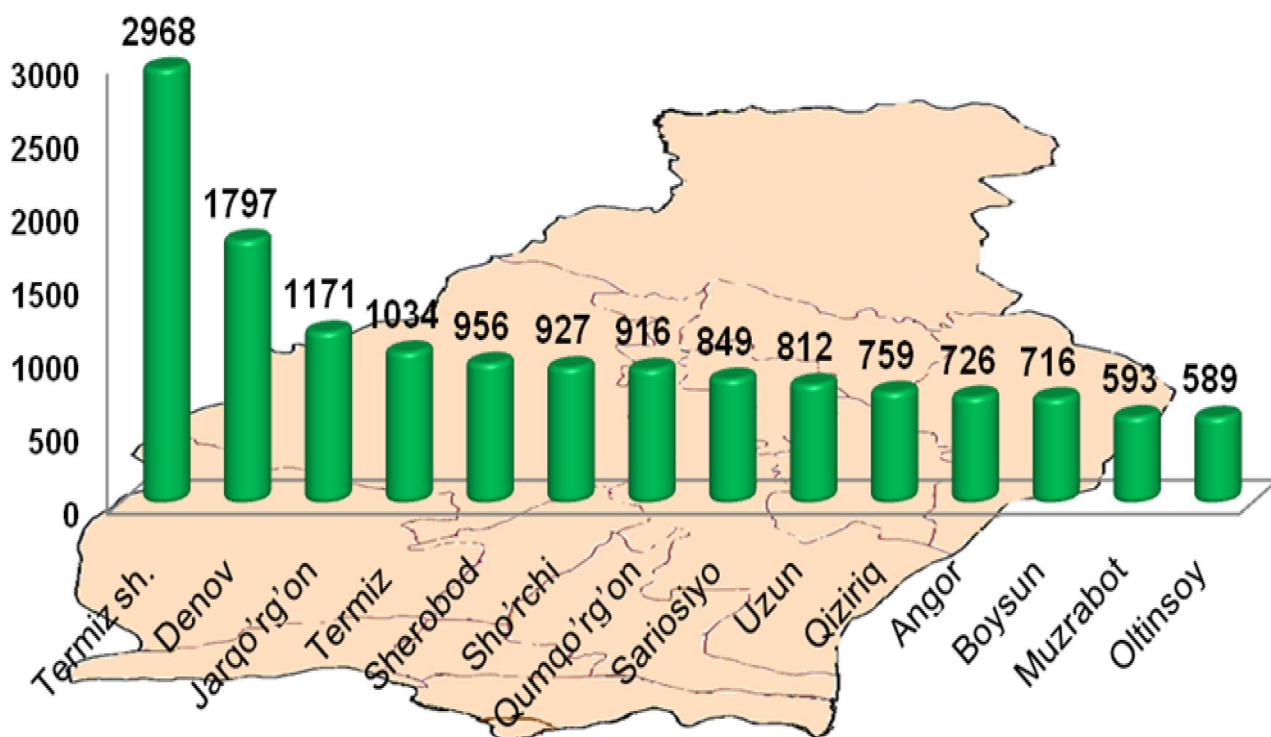 2968
3000
2500
2000
1500
1000
500
0
1797
1171
1034
956
927
916
849
812
759
726
716
593
589
Termiz sh.
Denov
Jarqo'rg'on
Termiz
Sherobod
Sho'rchi
Qumqo'rg'on
Sariosiyo
Uzun
Qiziriq
Angor
Boysun
Muzrabot
Oltinsoy